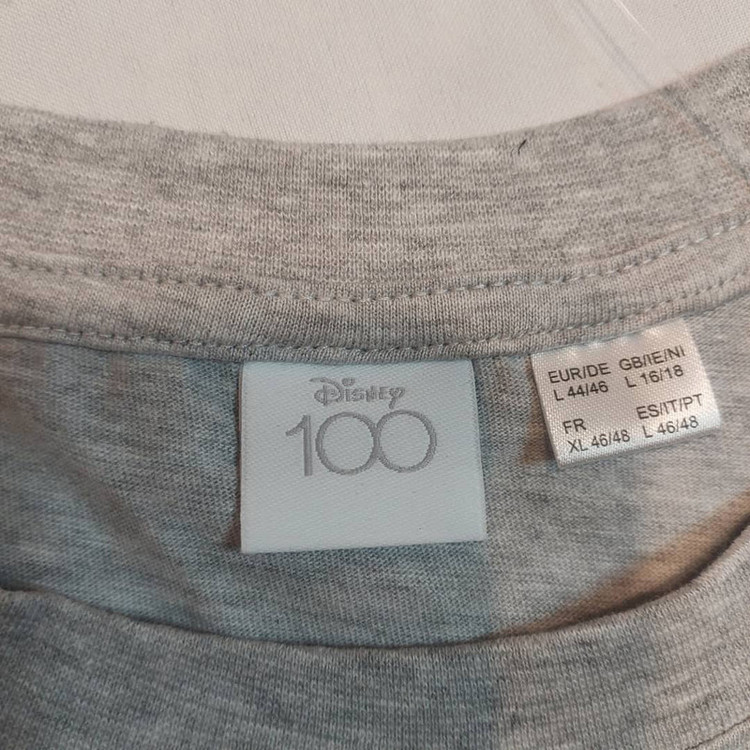 Disney
100
EUR/DE GB/IE/NI
L 44/46 L 16/18
FR ES/IT/PT
XL 46/48 L 46/48